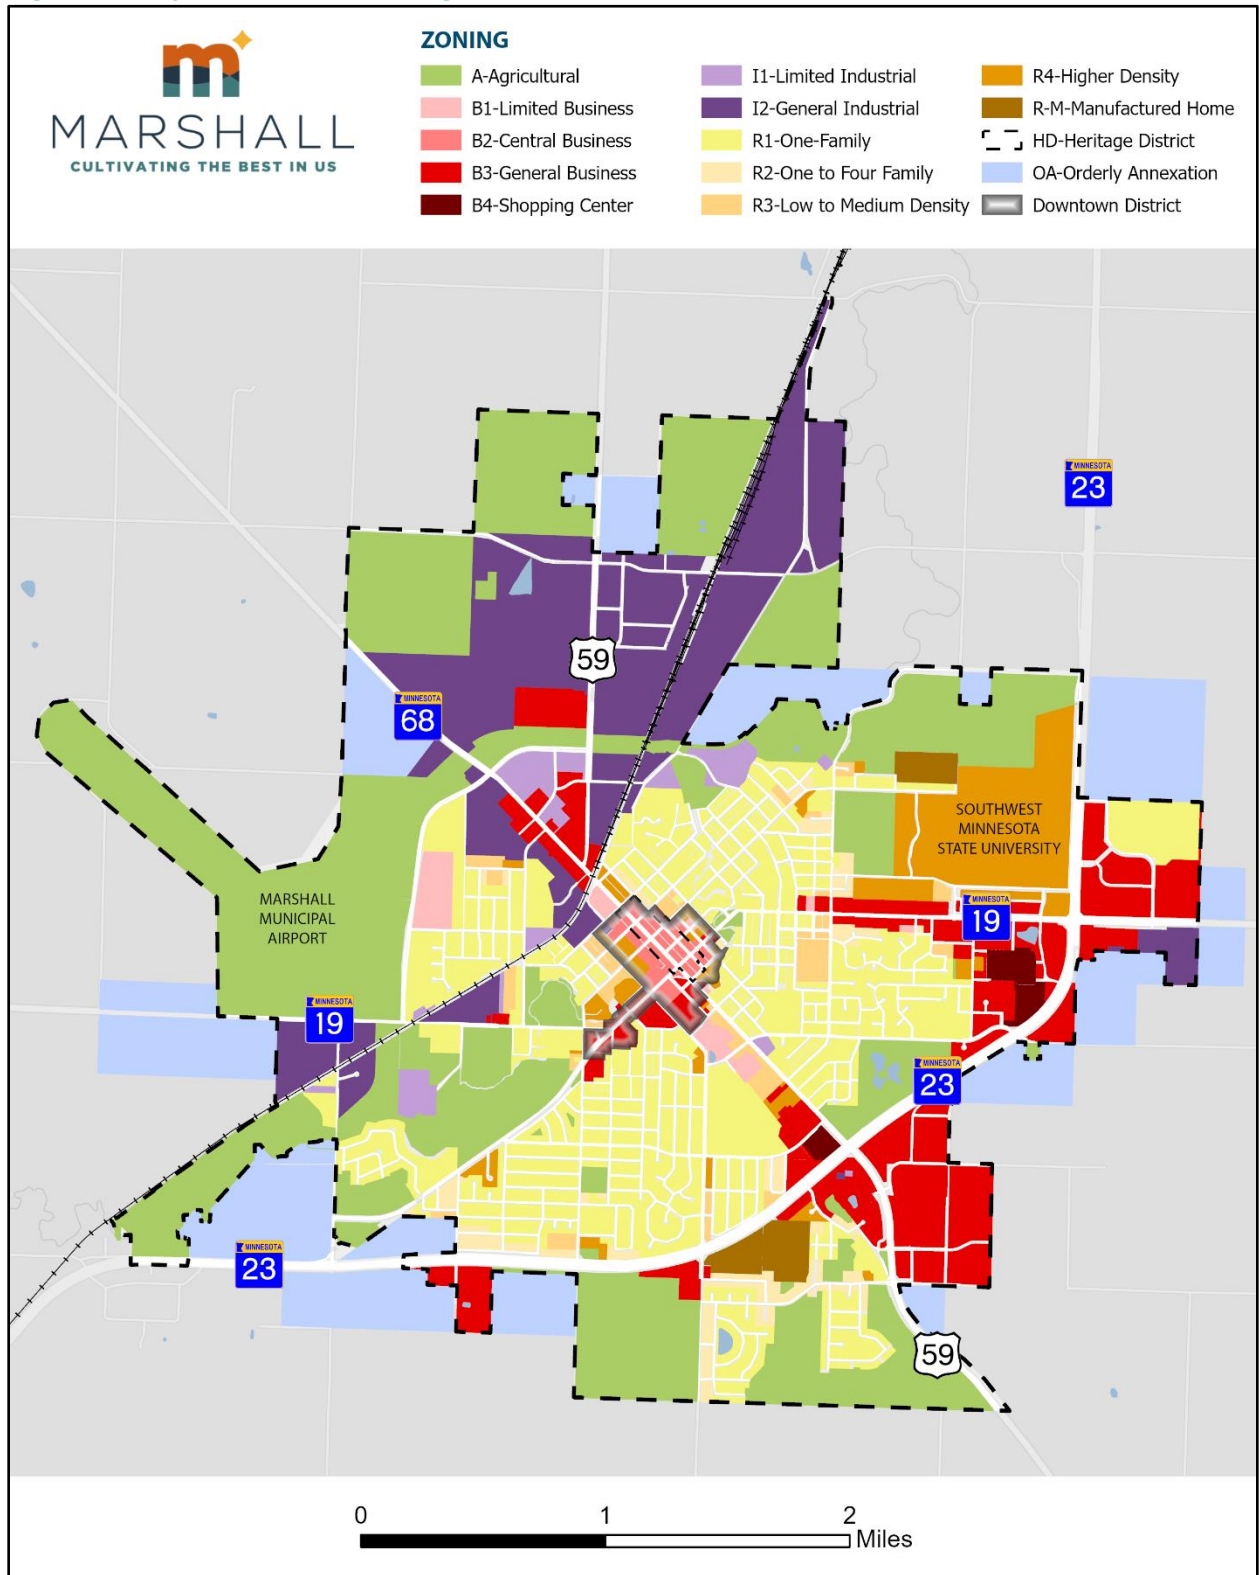 MARSHALL
CULTIVATING THE BEST IN US
ZONING
A-Agricultural
B1-Limited Business
B2-Central Business
B3-General Business
B4-Shopping Center
I1-Limited Industrial
I2-General Industrial
R1-One-Family
R2-One to Four Family
R3-Low to Medium Density
R4-Higher Density
R-M-Manufactured Home
HD-Heritage District
OA-Orderly Annexation
Downtown District
MINNESOTA
23
59
MINNESOTA
68
SOUTHWEST
MINNESOTA
STATE UNIVERSITY
MARSHALL
MUNICIPAL
AIRPORT
MINNESOTA
19
MINNESOTA
19
MINNESOTA
23
MINNESOTA
23
59
0 1 2
Miles